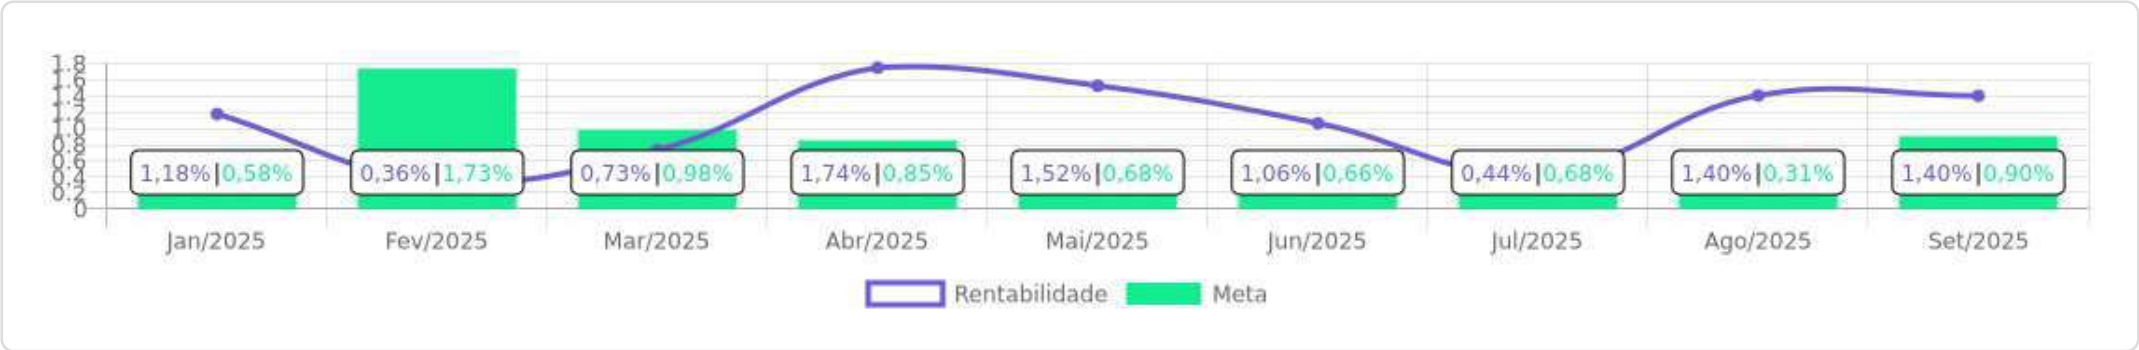 1.8
1.6
1.4
1.2
1.0
0.8
0.6
0.4
0.2
0
1,18%|0,58%
0,36%|1,73%
0,73%|0,98%
1,74%|0,85%
1,52%|0,68%
1,06%|0,66%
0,44%|0,68%
1,40%|0,31%
1,40%|0,90%
Jan/2025
Fev/2025
Mar/2025
Abr/2025
Mai/2025
Jun/2025
Jul/2025
Ago/2025
Set/2025
Rentabilidade
Meta